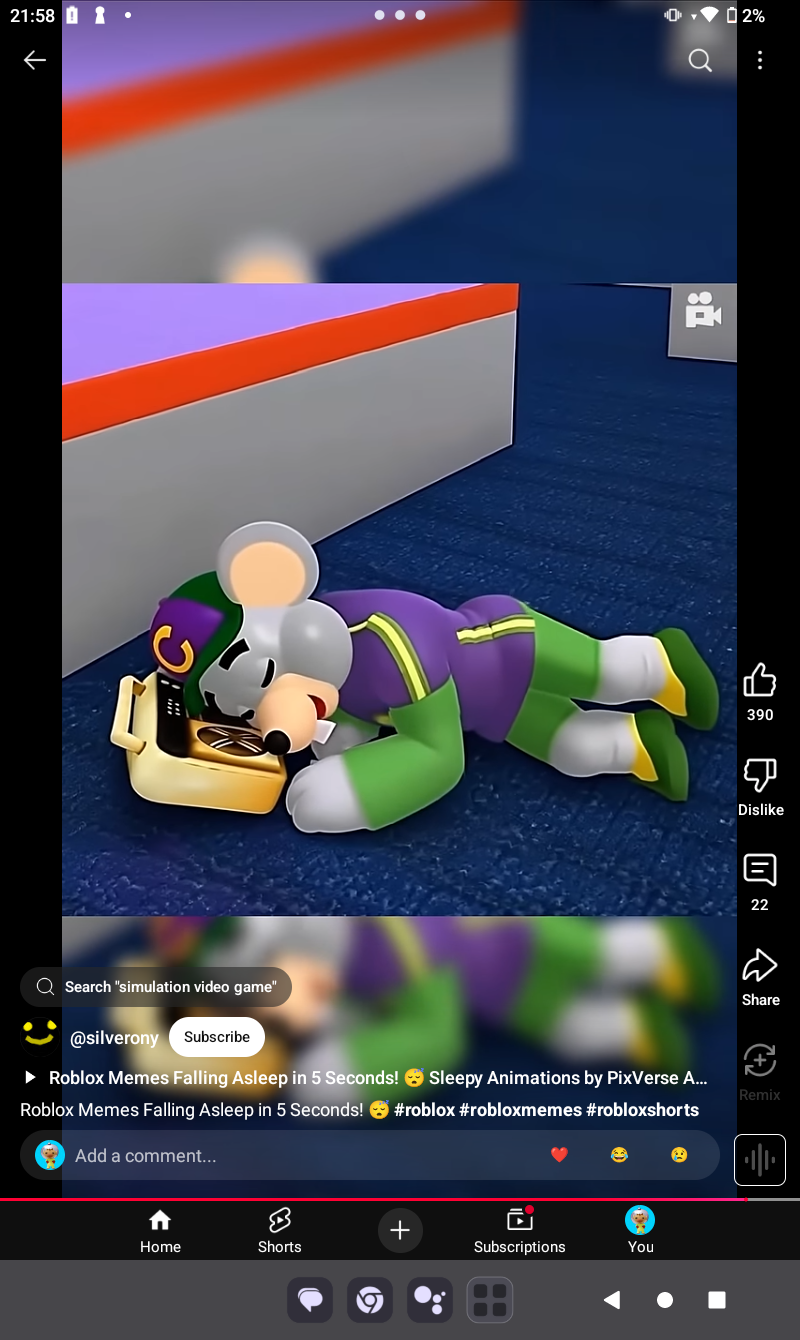 21:58
2%
C
390
Dislike
22
Share
Remix
Search "simulation video game"
@silverony
Subscribe
Roblox Memes Falling Asleep in 5 Seconds! 😴 Sleepy Animations by PixVerse A...
Roblox Memes Falling Asleep in 5 Seconds! 😴 #roblox #robloxmemes #robloxshorts
Add a comment...
❤️ 😂 😢
Home
Shorts
Subscriptions
You